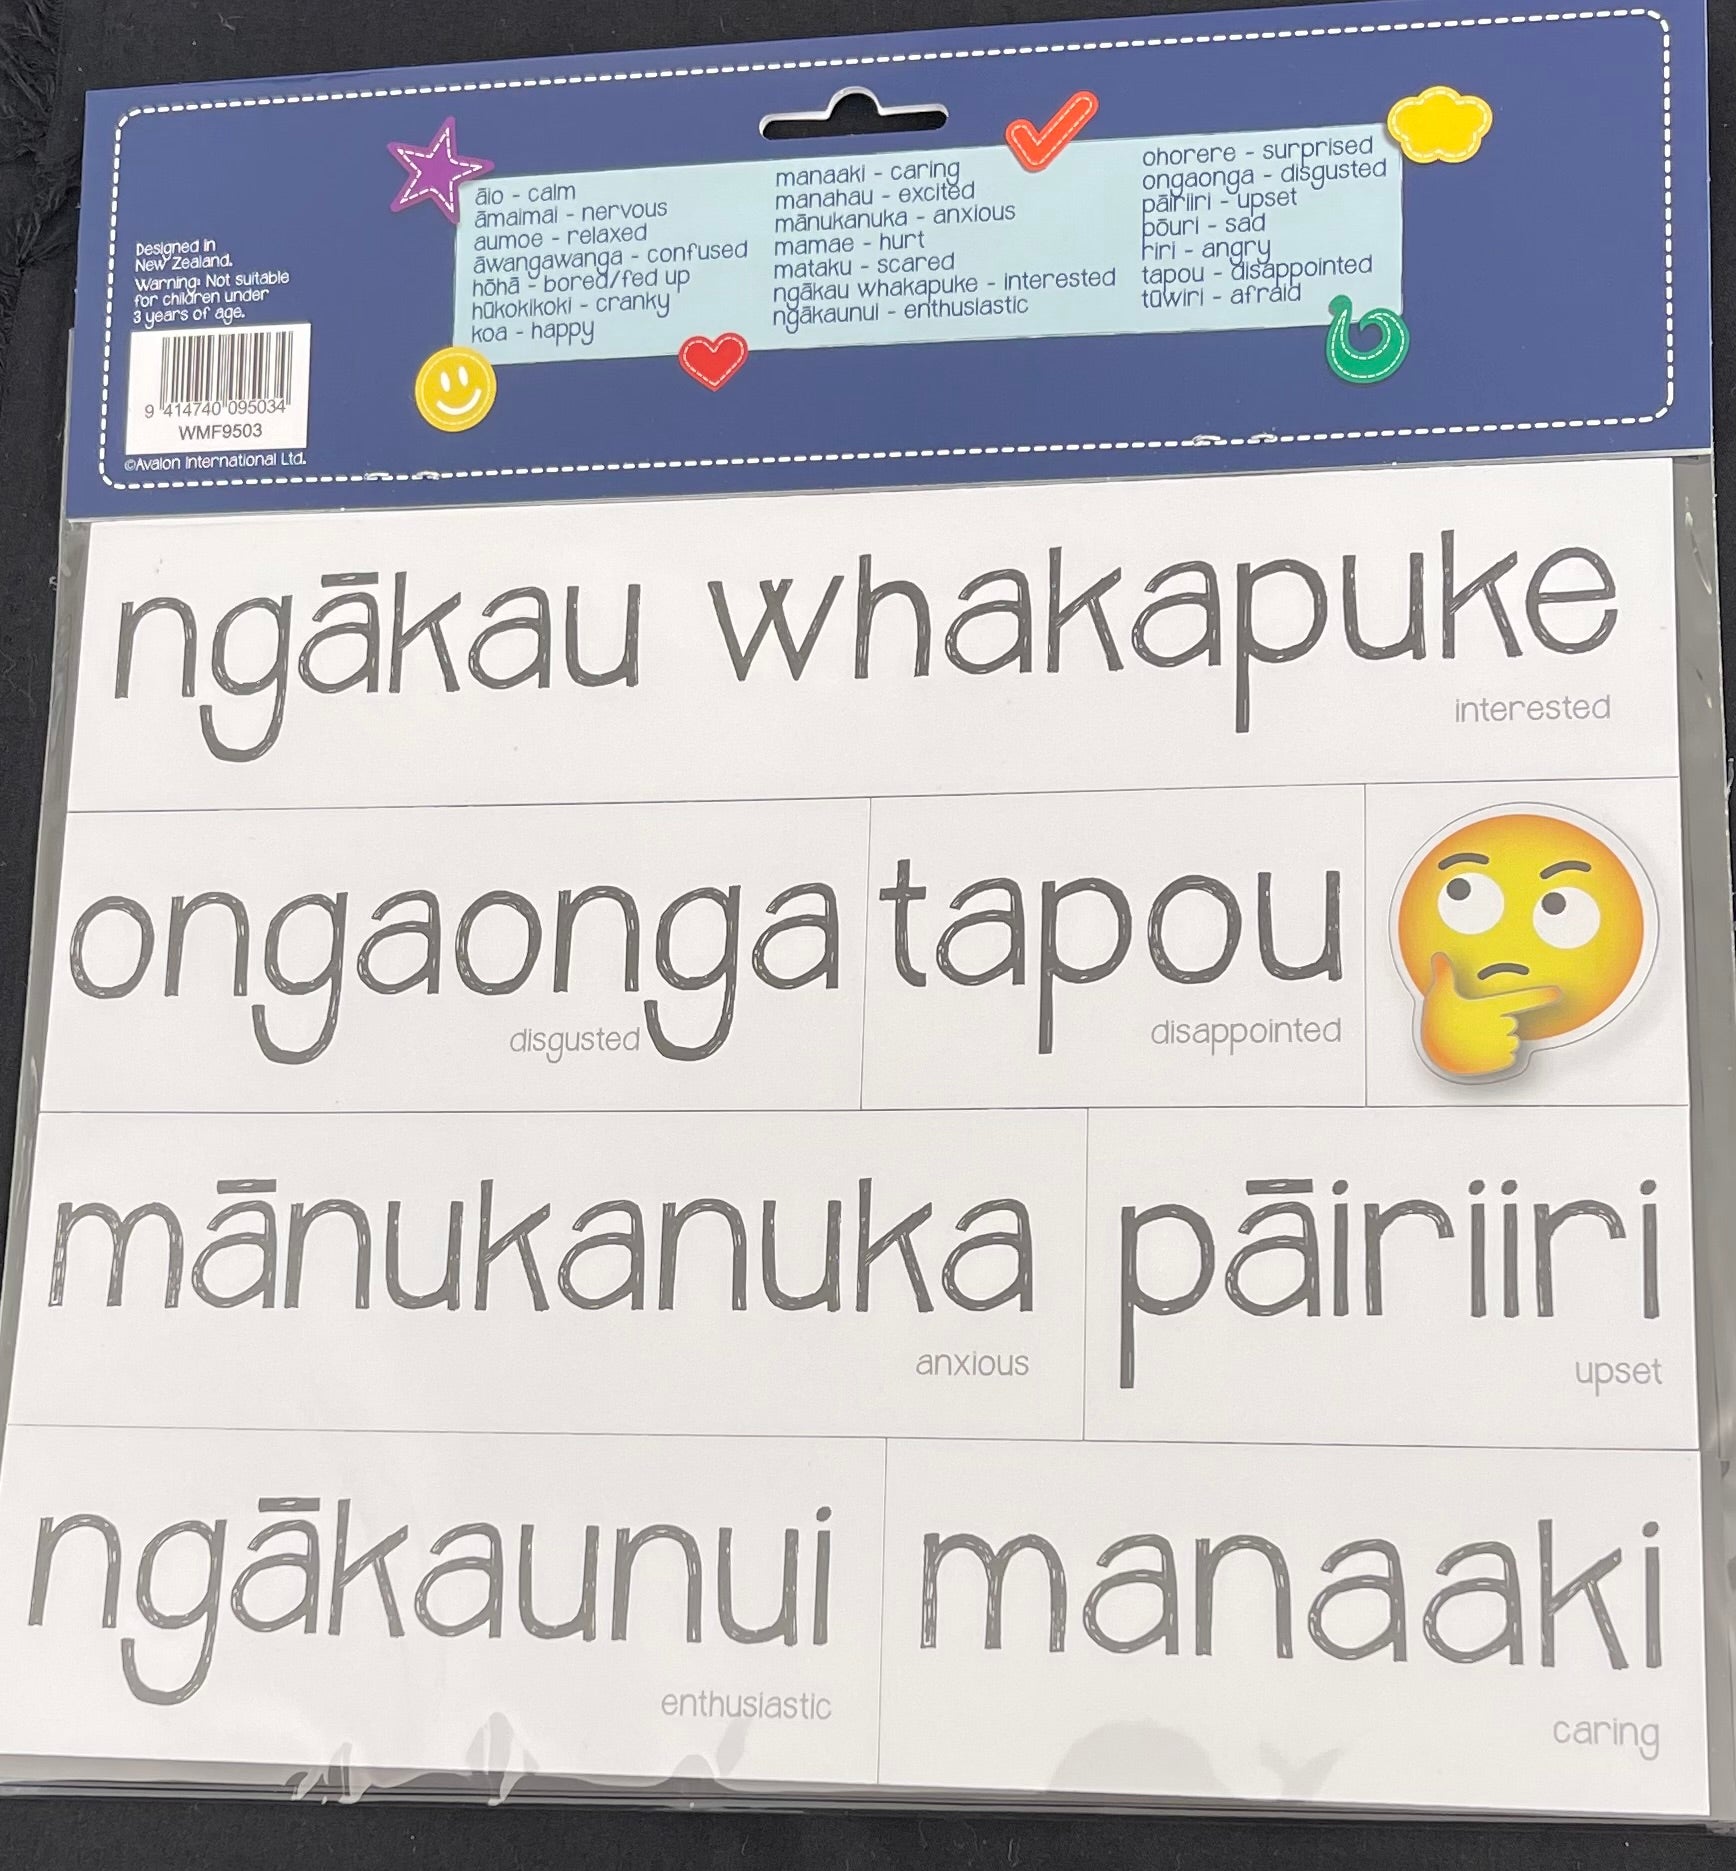 Designed in
New Zealand.
Warning: Not suitable
for children under
3 years of age.
9 414740 095034
WMF9503
©Avalon International Ltd.
āio - calm
āmaimai - nervous
aumoe - relaxed
āwangawanga - confused
hōhā - bored/fed up
hūkokikoki - cranky
koa - happy
manaaki - caring
manahau - excited
mānukanuka - anxious
mamae - hurt
mataku - scared
ngākau whakapuke - interested
ngākaunui - enthusiastic
ohorere - surprised
ongaonga - disgusted
pāiriiri - upset
pōuri - sad
riri - angry
tapou - disappointed
tūwiri - afraid
ngākau whakapuke
interested
ongaonga
disgusted
tapou
disappointed
mānukanuka
anxious
pāiriiri
upset
ngākaunui
enthusiastic
manaaki
caring